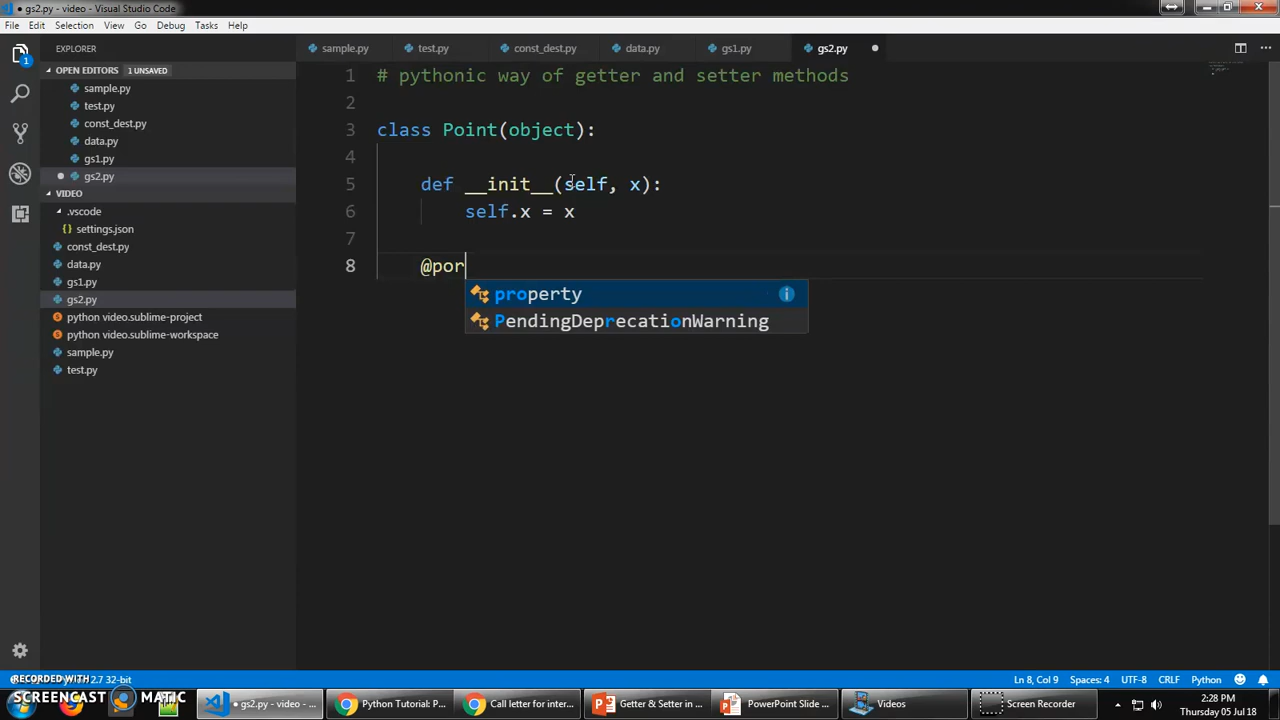 gs2.py - video - Visual Studio Code
File Edit Selection View Go Debug Tasks Help
EXPLORER
sample.py test.py const_dest.py data.py gs1.py gs2.py
OPEN EDITORS 1 UNSAVED
sample.py
test.py
const_dest.py
data.py
gs1.py
gs2.py
VIDEO
.vscode
settings.json
const_dest.py
data.py
gs1.py
gs2.py
python video.sublime-project
python video.sublime-workspace
sample.py
test.py
1 # pythonic way of getter and setter methods
2
3 class Point(object):
4
5 def __init__(self, x):
6 self.x = x
7
8 @por
property
PendingDeprecationWarning
2.7 32-bit Ln 8, Col 9 Spaces: 4 UTF-8 CRLF Python
RECORDED WITH
SCREENCAST MATIC
gs2.py - video - ... Python Tutorial: P... Call letter for inter... Getter & Setter in ... PowerPoint Slide ... Videos Screen Recorder
2:28 PM
Thursday 05 Jul 18